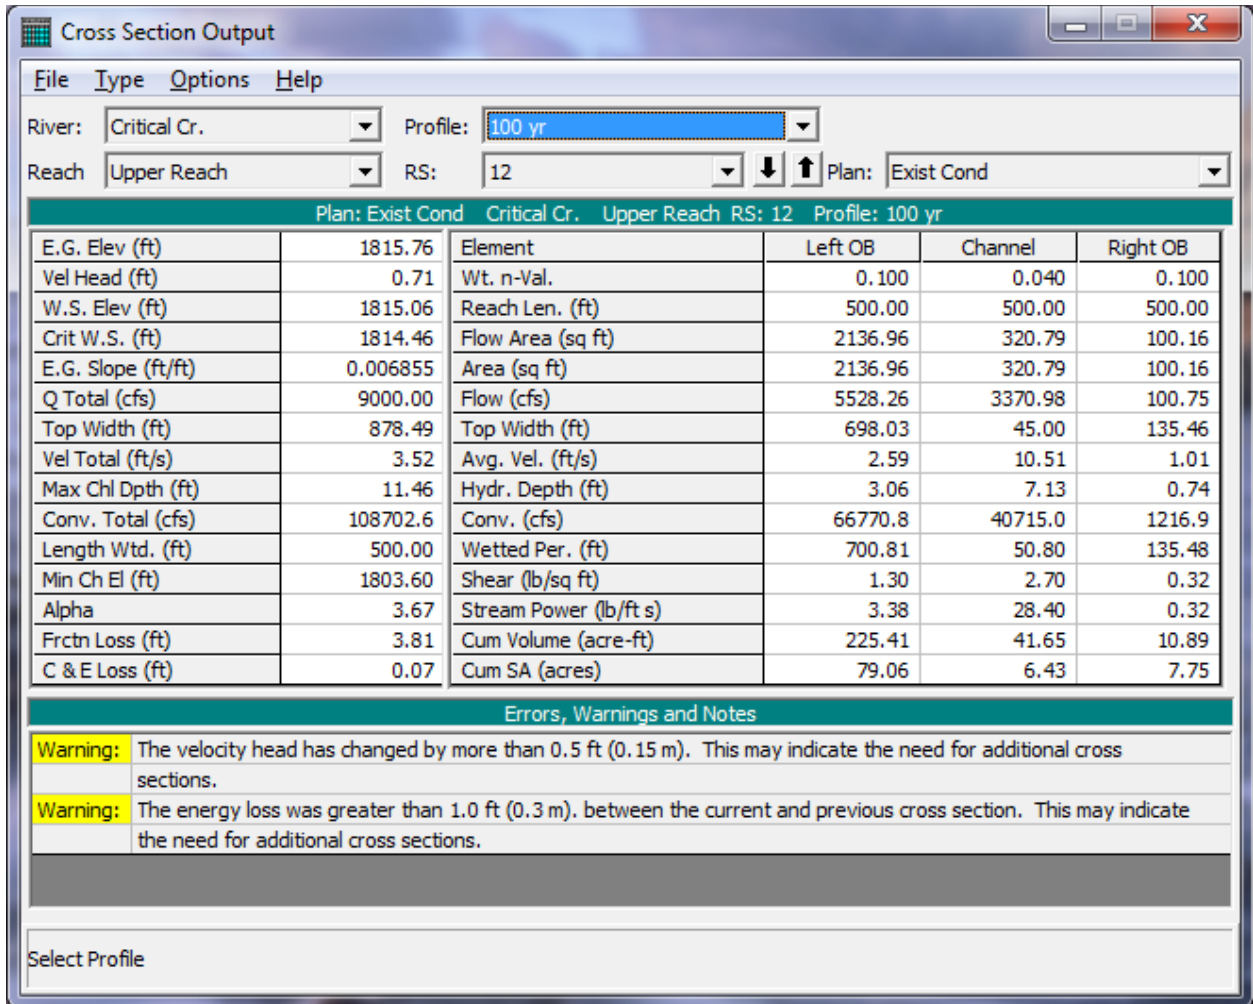 Cross Section Output
File Type Options Help
River: Critical Cr. Profile: 100 yr
Reach Upper Reach RS: 12 Plan: Exist Cond
Plan: Exist Cond Critical Cr. Upper Reach RS: 12 Profile: 100 yr
E.G. Elev (ft) 1815.76 Element Left OB Channel Right OB
Vel Head (ft) 0.71 Wt. n-Val. 0.100 0.040 0.100
W.S. Elev (ft) 1815.06 Reach Len. (ft) 500.00 500.00 500.00
Crit W.S. (ft) 1814.46 Flow Area (sq ft) 2136.96 320.79 100.16
E.G. Slope (ft/ft) 0.006855 Area (sq ft) 2136.96 320.79 100.16
Q Total (cfs) 9000.00 Flow (cfs) 5528.26 3370.98 100.75
Top Width (ft) 878.49 Top Width (ft) 698.03 45.00 135.46
Vel Total (ft/s) 3.52 Avg. Vel. (ft/s) 2.59 10.51 1.01
Max Chl Dpth (ft) 11.46 Hydr. Depth (ft) 3.06 7.13 0.74
Conv. Total (cfs) 108702.6 Conv. (cfs) 66770.8 40715.0 1216.9
Length Wtd. (ft) 500.00 Wetted Per. (ft) 700.81 50.80 135.48
Min Ch El (ft) 1803.60 Shear (lb/sq ft) 1.30 2.70 0.32
Alpha 3.67 Stream Power (lb/ft s) 3.38 28.40 0.32
Frctn Loss (ft) 3.81 Cum Volume (acre-ft) 225.41 41.65 10.89
C & E Loss (ft) 0.07 Cum SA (acres) 79.06 6.43 7.75
Errors, Warnings and Notes
Warning: The velocity head has changed by more than 0.5 ft (0.15 m). This may indicate the need for additional cross
sections.
Warning: The energy loss was greater than 1.0 ft (0.3 m). between the current and previous cross section. This may indicate
the need for additional cross sections.
Select Profile